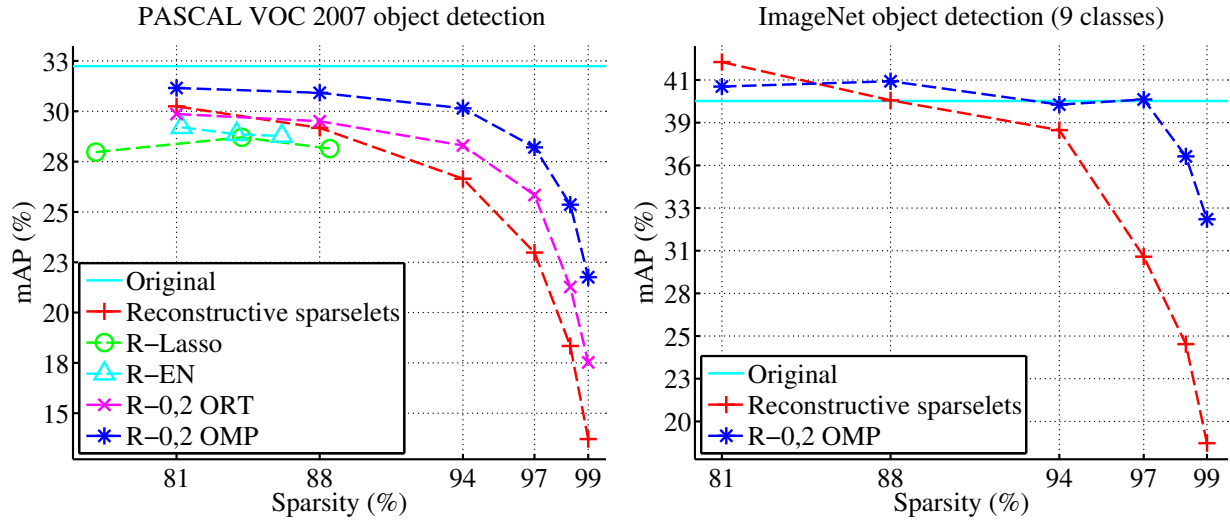 PASCAL VOC 2007 object detection
33
30
28
25
23
20
18
15
mAP (%)
Original
Reconstructive sparselets
R−Lasso
R−EN
R−0,2 ORT
R−0,2 OMP
81 88 94 97 99
Sparsity (%)
ImageNet object detection (9 classes)
41
39
36
33
31
28
25
23
20
mAP (%)
Original
Reconstructive sparselets
R−0,2 OMP
81 88 94 97 99
Sparsity (%)